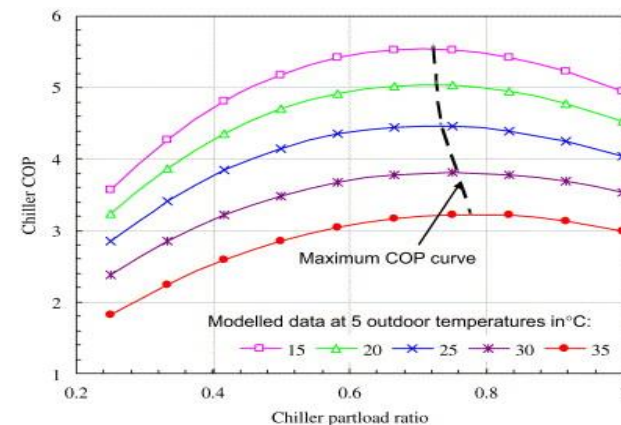 6
5
4
3
2
1
Chiller COP
Maximum COP curve
Modelled data at 5 outdoor temperatures in°C:
15 20 25 30 35
0.2 0.4 0.6 0.8
Chiller partload ratio